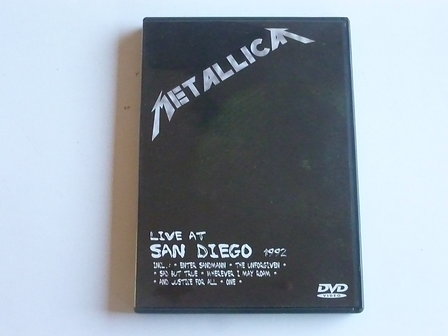 METALLICA
LIVE AT
SAN DIEGO 1992
INCL.: • ENTER SANDMANN • THE UNFORGIVEN •
• SAD BUT TRUE • WHEREVER I MAY ROAM •
• AND JUSTICE FOR ALL • ONE •
DVD
VIDEO